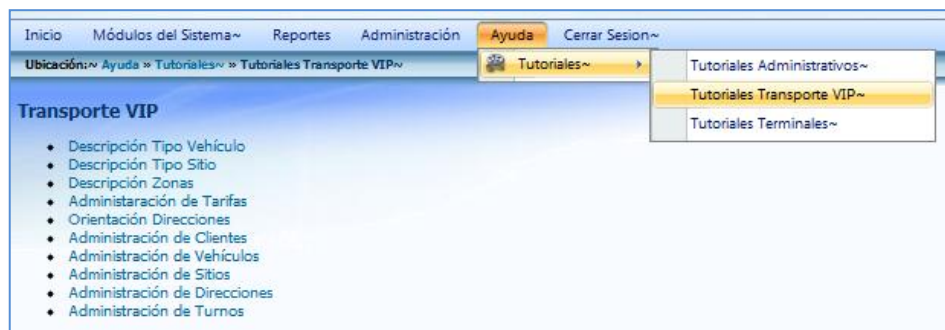 Inicio Módulos del Sistema~ Reportes Administración Ayuda Cerrar Sesion~
Ubicación:~ Ayuda » Tutoriales~ » Tutoriales Transporte VIP~
Tutoriales~
Tutoriales Administrativos~
Tutoriales Transporte VIP~
Tutoriales Terminales~
Transporte VIP
Descripción Tipo Vehículo
Descripción Tipo Sitio
Descripción Zonas
Administaración de Tarifas
Orientación Direcciones
Administración de Clientes
Administración de Vehículos
Administración de Sitios
Administración de Direcciones
Administración de Turnos